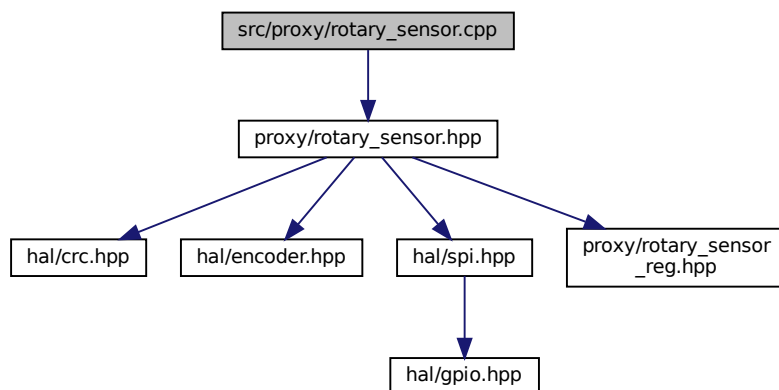 src/proxy/rotary_sensor.cpp
proxy/rotary_sensor.hpp
hal/crc.hpp
hal/encoder.hpp
hal/spi.hpp
proxy/rotary_sensor
_reg.hpp
hal/gpio.hpp